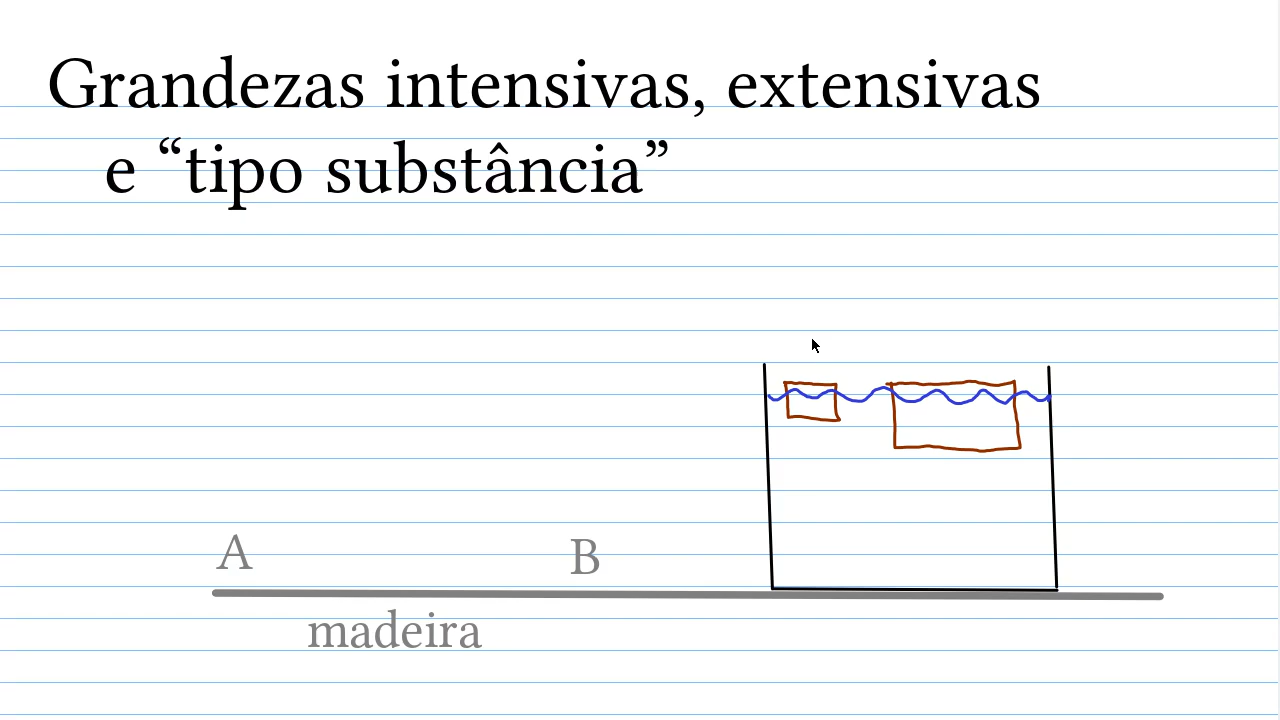 Grandezas intensivas, extensivas
e “tipo substância”
A B
madeira